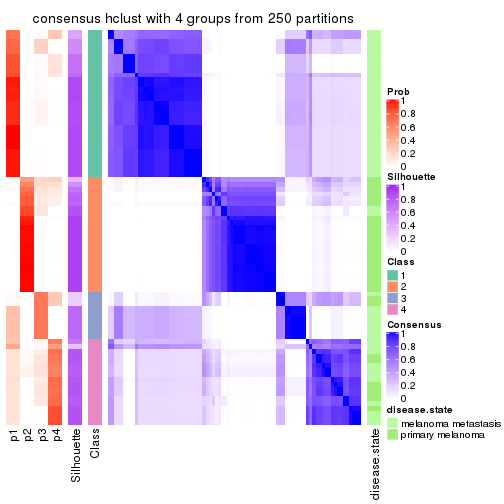 consensus hclust with 4 groups from 250 partitions
Prob
1
0.8
0.6
0.4
0.2
0
Silhouette
1
0.8
0.6
0.4
0.2
0
Class
1
2
3
4
Consensus
1
0.8
0.6
0.4
0.2
0
disease.state
melanoma metastasis
primary melanoma
p1
p2
p3
p4
Silhouette
Class
disease.state